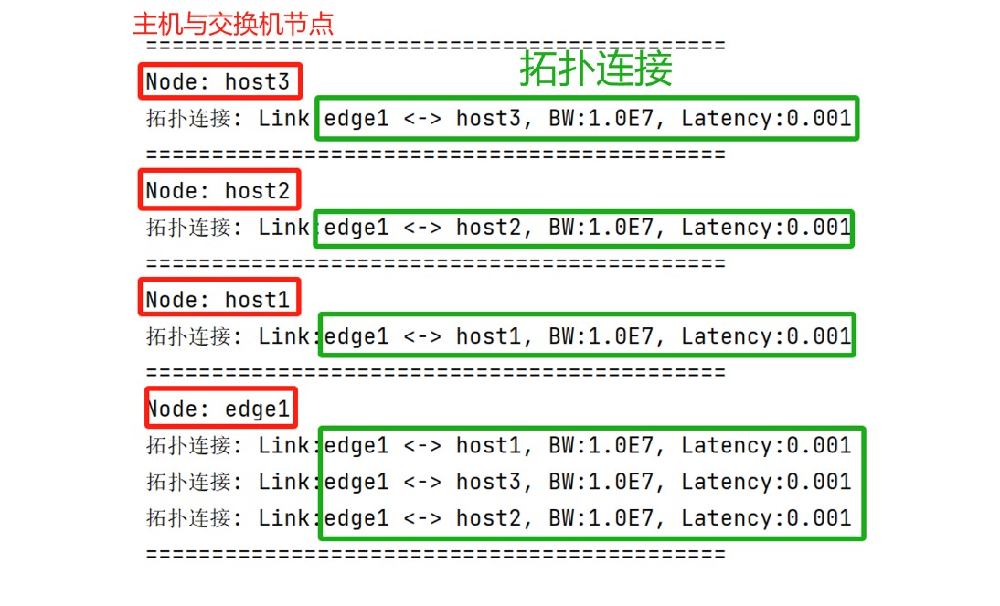 主机与交换机节点
============================================
拓扑连接
Node: host3
拓扑连接: Link:edge1 <-> host3, BW:1.0E7, Latency:0.001
============================================
Node: host2
拓扑连接: Link:edge1 <-> host2, BW:1.0E7, Latency:0.001
============================================
Node: host1
拓扑连接: Link:edge1 <-> host1, BW:1.0E7, Latency:0.001
============================================
Node: edge1
拓扑连接: Link:edge1 <-> host1, BW:1.0E7, Latency:0.001
拓扑连接: Link:edge1 <-> host3, BW:1.0E7, Latency:0.001
拓扑连接: Link:edge1 <-> host2, BW:1.0E7, Latency:0.001
============================================